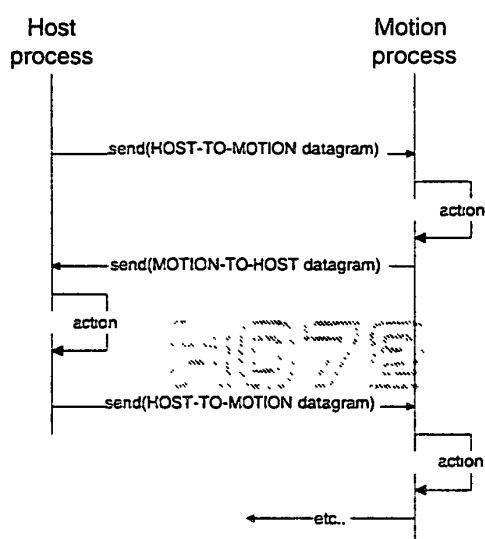 Host process
Motion process
send(HOST-TO-MOTION datagram)
action
send(MOTION-TO-HOST datagram)
action
send(HOST-TO-MOTION datagram)
action
etc..